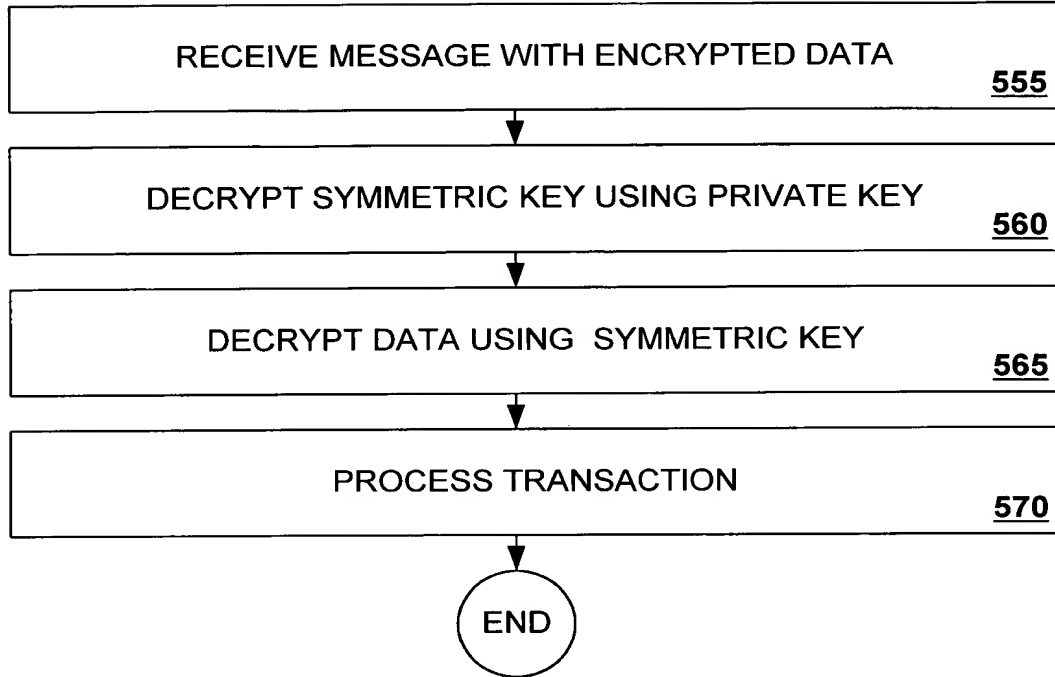 RECEIVE MESSAGE WITH ENCRYPTED DATA
555
DECRYPT SYMMETRIC KEY USING PRIVATE KEY
560
DECRYPT DATA USING SYMMETRIC KEY
565
PROCESS TRANSACTION
570
END